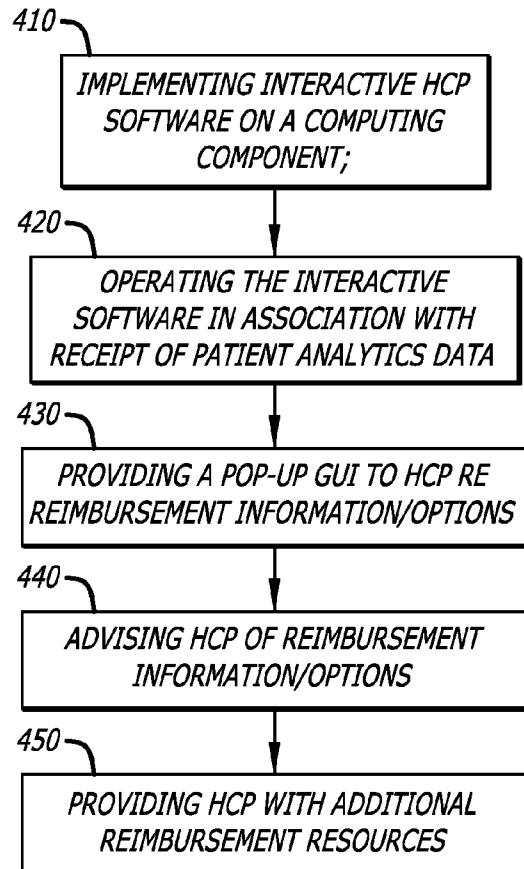 410
IMPLEMENTING INTERACTIVE HCP
SOFTWARE ON A COMPUTING
COMPONENT;
420
OPERATING THE INTERACTIVE
SOFTWARE IN ASSOCIATION WITH
RECEIPT OF PATIENT ANALYTICS DATA
430
PROVIDING A POP-UP GUI TO HCP RE
REIMBURSEMENT INFORMATION/OPTIONS
440
ADVISING HCP OF REIMBURSEMENT
INFORMATION/OPTIONS
450
PROVIDING HCP WITH ADDITIONAL
REIMBURSEMENT RESOURCES